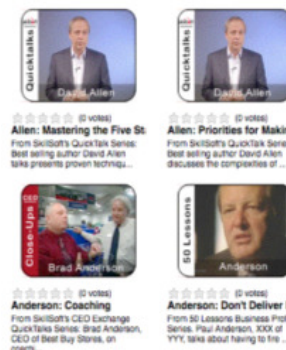 Quicktalks
David Allen
(0 votes)
Allen: Mastering the Five St
From SkillSoft's QuickTalk Series:
Best selling author David Allen
talks presents proven techniqu...
Quicktalks
David Allen
(0 votes)
Allen: Priorities for Makin
From SkillSoft's QuickTalk Serie
Best selling author David Allen
discusses the complexities of ...
Close-Ups CEO
Brad Anderson
(0 votes)
Anderson: Coaching
From SkillSoft's CEO Exchange
QuickTalks Series: Brad Anderson,
CEO of Best Buy Stores, on
50 Lessons
Anderson
(0 votes)
Anderson: Don't Deliver
From 50 Lessons Business Prof
Series. Paul Anderson, XXX of
YYY, talks about having to fire ...